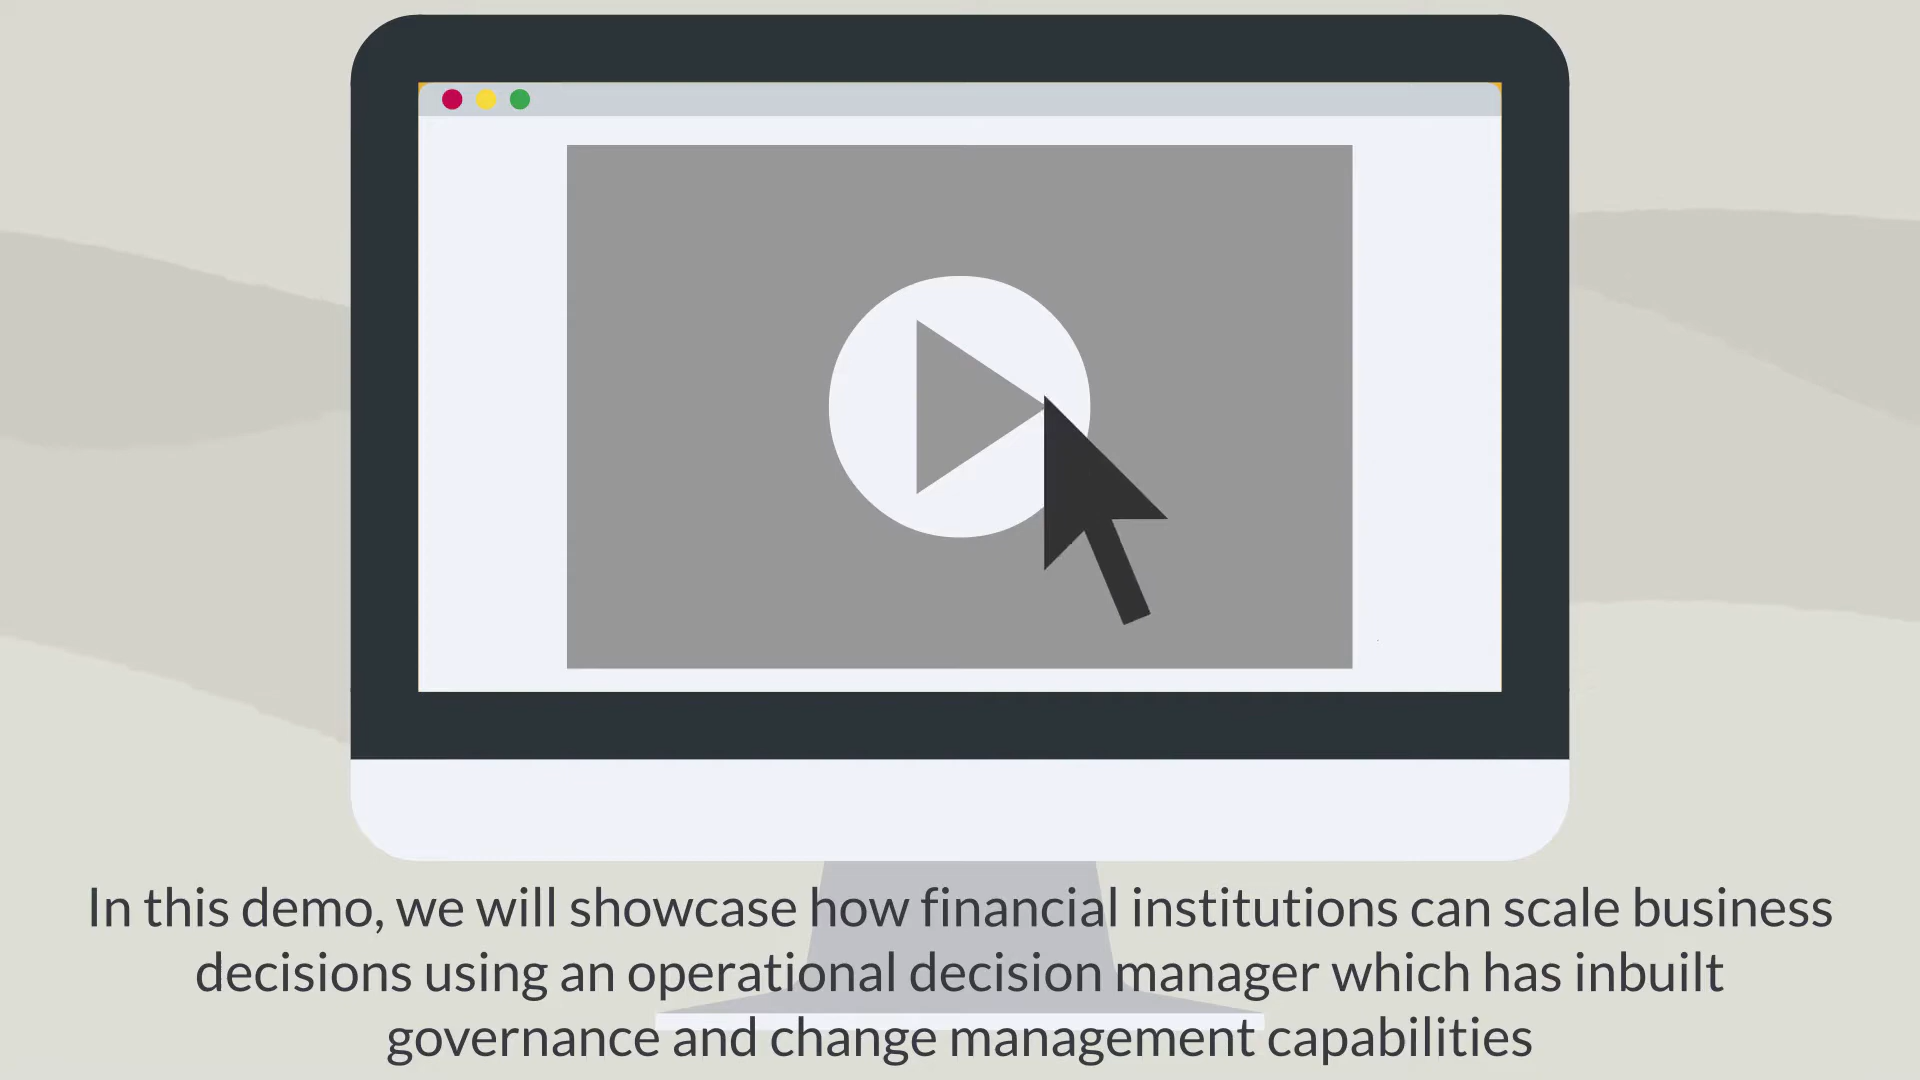 In this demo, we will showcase how financial institutions can scale business
decisions using an operational decision manager which has inbuilt
governance and change management capabilities